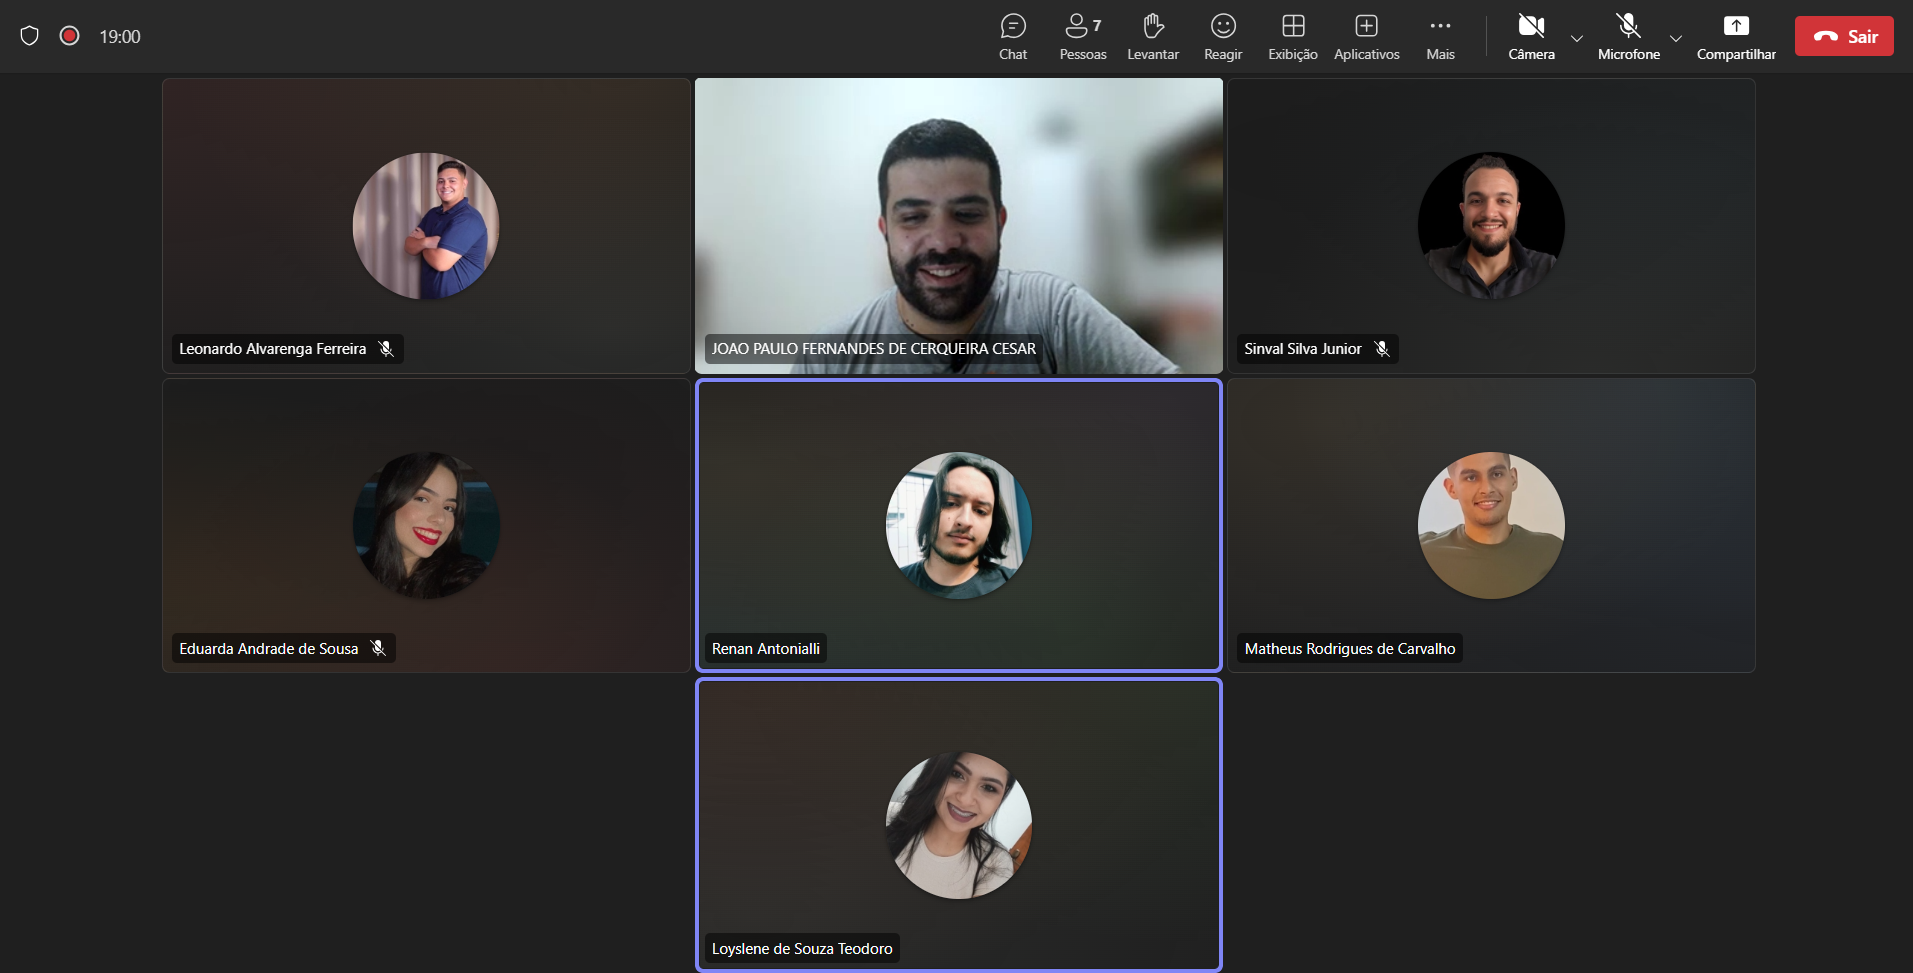 19:00
Chat
7
Pessoas
Levantar
Reagir
Exibição
Aplicativos
Mais
Câmera
Microfone
Compartilhar
Sair
Leonardo Alvarenga Ferreira
JOAO PAULO FERNANDES DE CERQUEIRA CESAR
Sinval Silva Junior
Eduarda Andrade de Sousa
Renan Antonialli
Matheus Rodrigues de Carvalho
Loyslene de Souza Teodoro